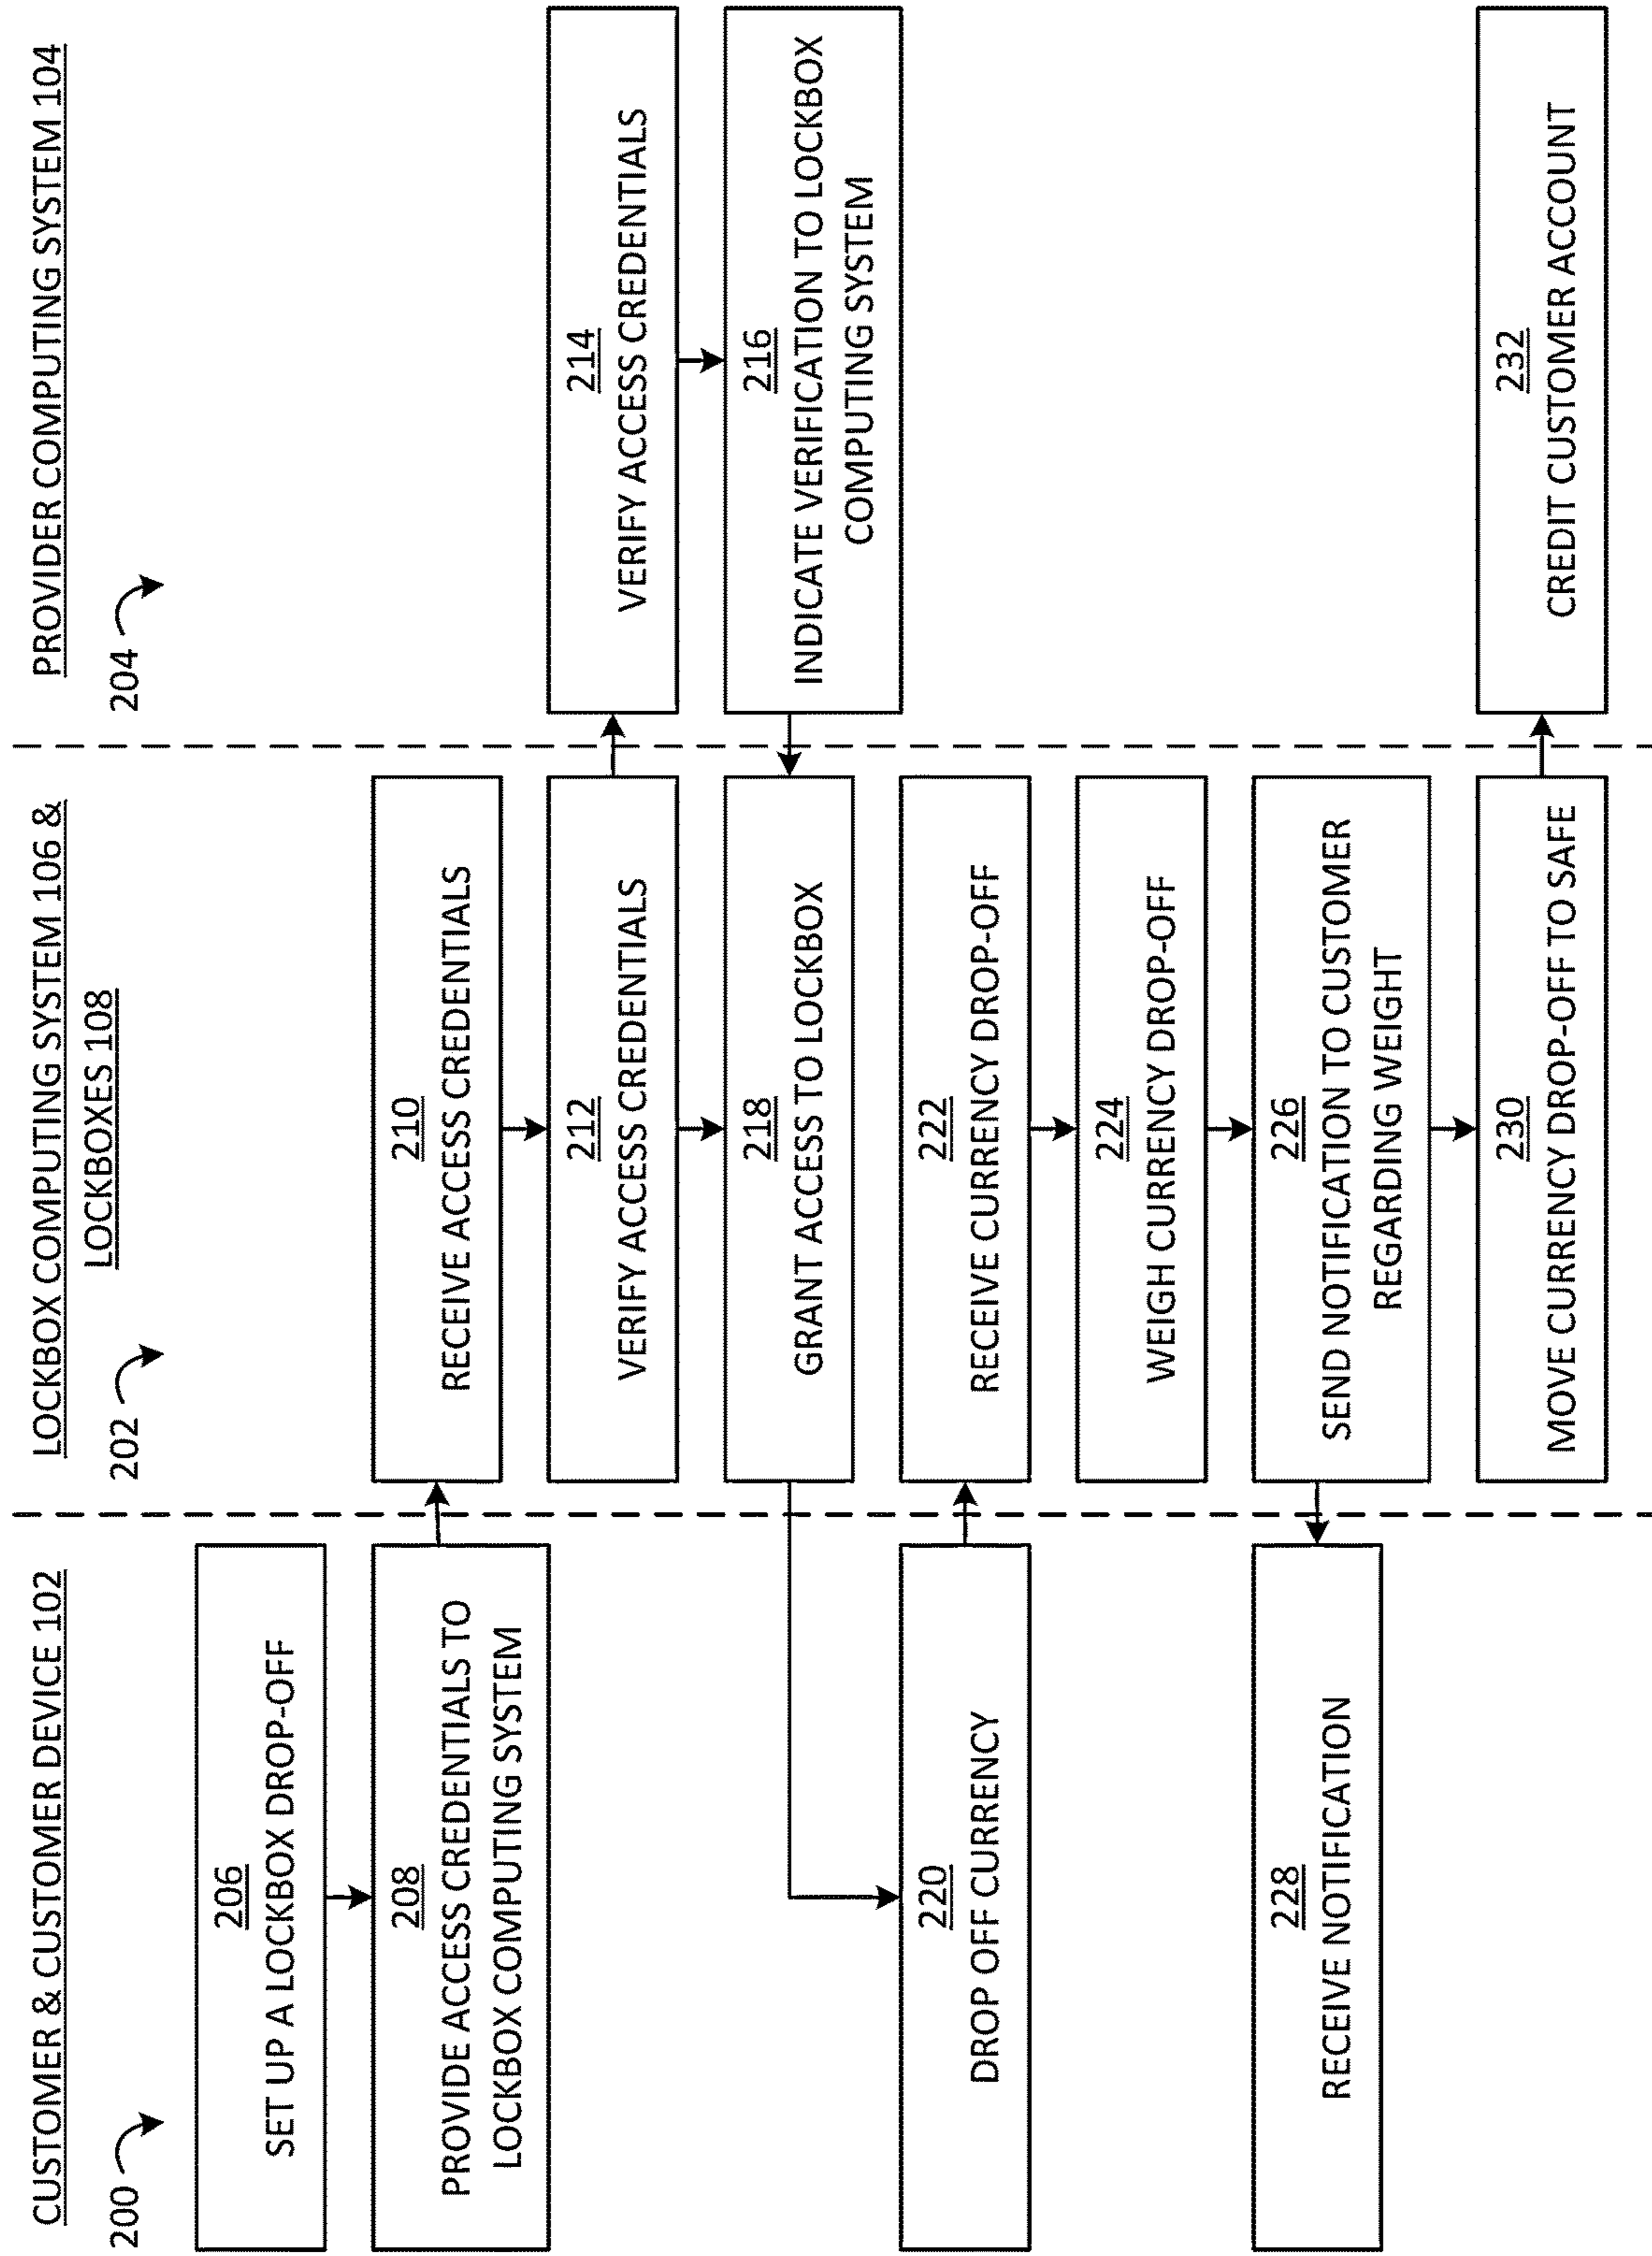 CUSTOMER & CUSTOMER DEVICE 102
200
206
SET UP A LOCKBOX DROP-OFF
208
PROVIDE ACCESS CREDENTIALS TO
LOCKBOX COMPUTING SYSTEM
220
DROP OFF CURRENCY
228
RECEIVE NOTIFICATION
LOCKBOX COMPUTING SYSTEM 106 &
LOCKBOXES 108
202
210
RECEIVE ACCESS CREDENTIALS
212
VERIFY ACCESS CREDENTIALS
218
GRANT ACCESS TO LOCKBOX
222
RECEIVE CURRENCY DROP-OFF
224
WEIGH CURRENCY DROP-OFF
226
SEND NOTIFICATION TO CUSTOMER
REGARDING WEIGHT
230
MOVE CURRENCY DROP-OFF TO SAFE
PROVIDER COMPUTING SYSTEM 104
204
214
VERIFY ACCESS CREDENTIALS
216
INDICATE VERIFICATION TO LOCKBOX
COMPUTING SYSTEM
232
CREDIT CUSTOMER ACCOUNT